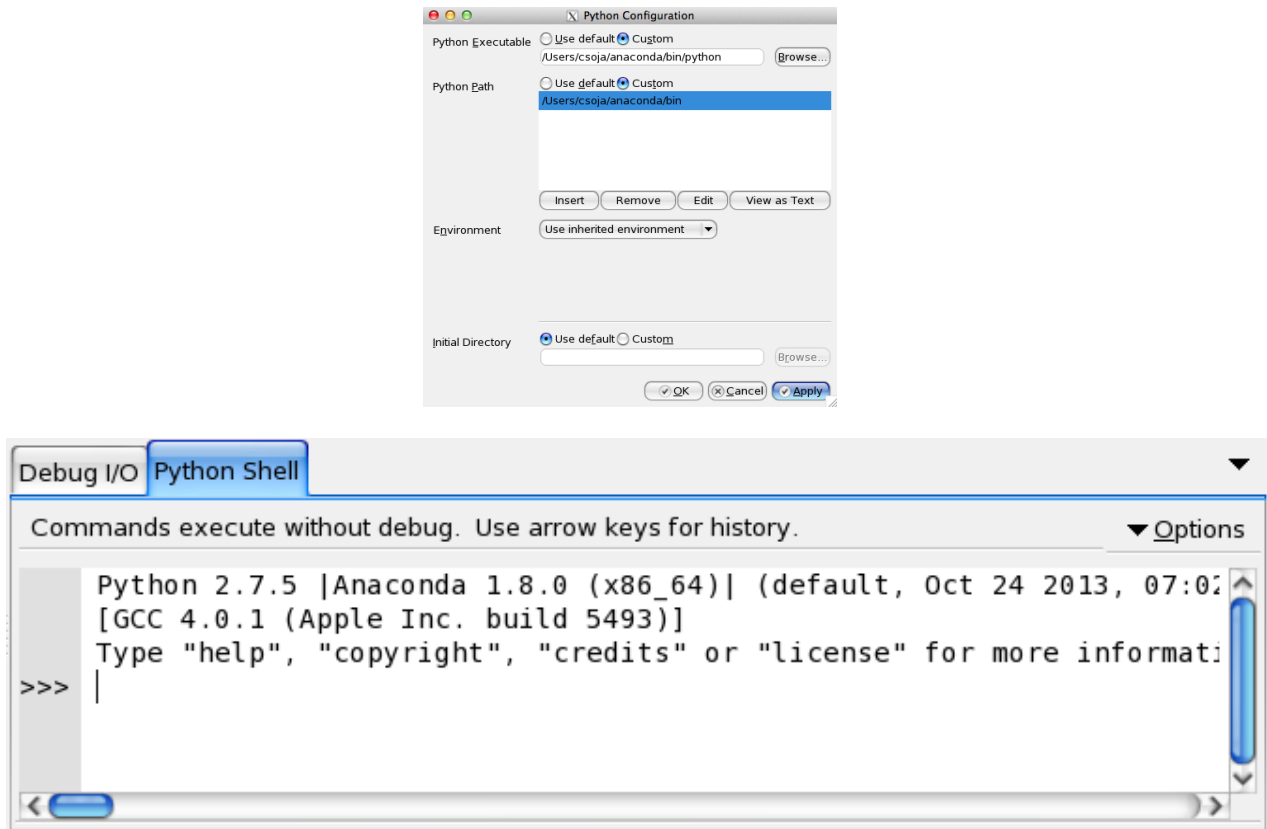 Python Configuration
Python Executable Use default Custom
/Users/csoja/anaconda/bin/python Browse...
Python Path Use default Custom
/Users/csoja/anaconda/bin
Insert Remove Edit View as Text
Environment Use inherited environment
Initial Directory Use default Custom
Browse...
OK Cancel Apply
Debug I/O Python Shell
Commands execute without debug. Use arrow keys for history. Options
Python 2.7.5 |Anaconda 1.8.0 (x86_64)| (default, Oct 24 2013, 07:02
[GCC 4.0.1 (Apple Inc. build 5493)]
Type "help", "copyright", "credits" or "license" for more informati
>>>